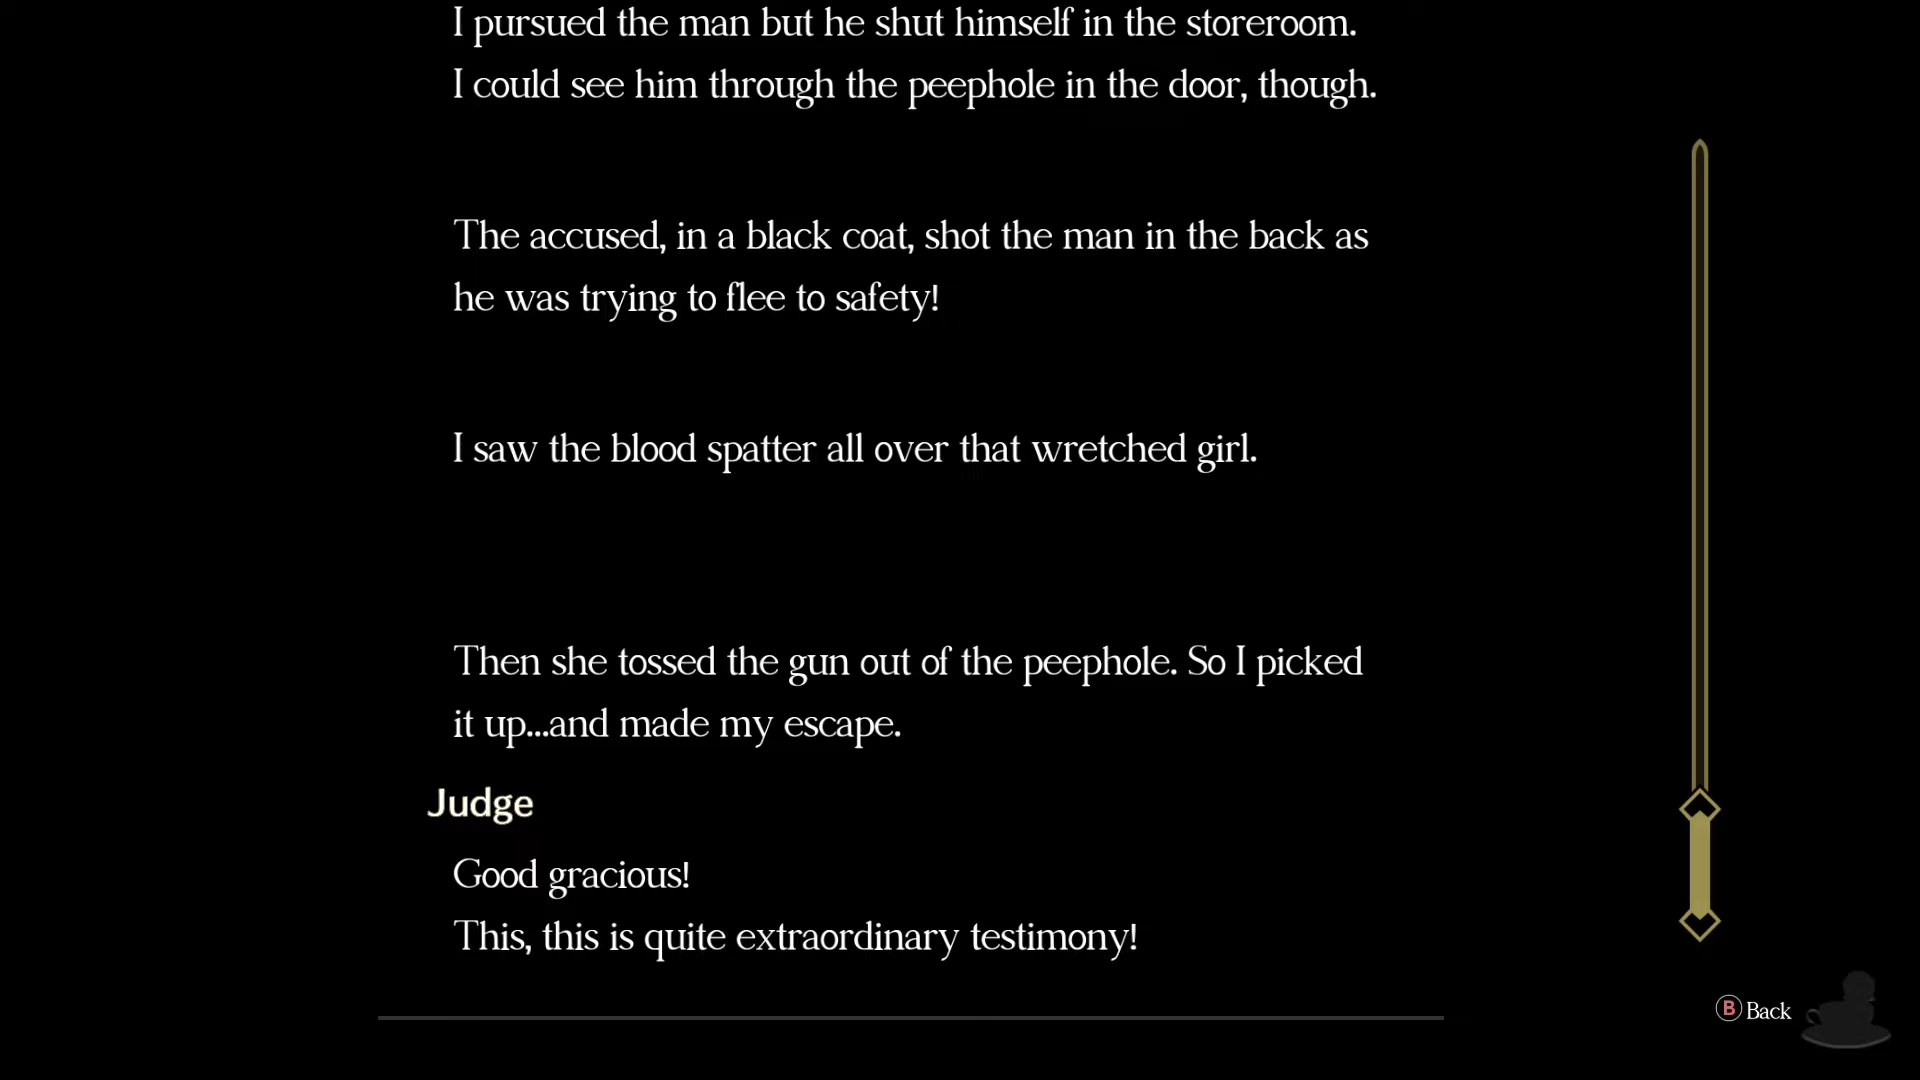 I pursued the man but he shut himself in the storeroom.
I could see him through the peephole in the door, though.
The accused, in a black coat, shot the man in the back as
he was trying to flee to safety!
I saw the blood spatter all over that wretched girl.
Then she tossed the gun out of the peephole. So I picked
it up...and made my escape.
Judge
Good gracious!
This, this is quite extraordinary testimony!
B Back